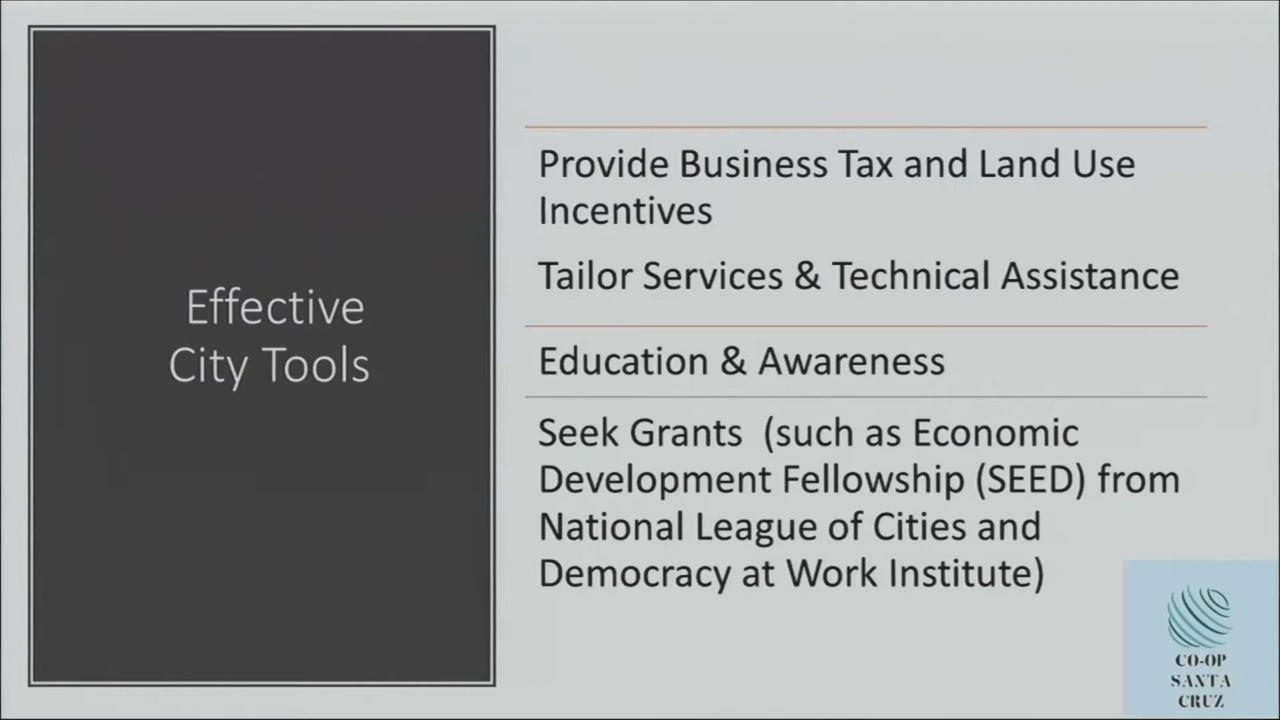 Effective
City Tools
Provide Business Tax and Land Use
Incentives
Tailor Services & Technical Assistance
Education & Awareness
Seek Grants (such as Economic
Development Fellowship (SEED) from
National League of Cities and
Democracy at Work Institute)
CO-OP
SANTA
CRUZ